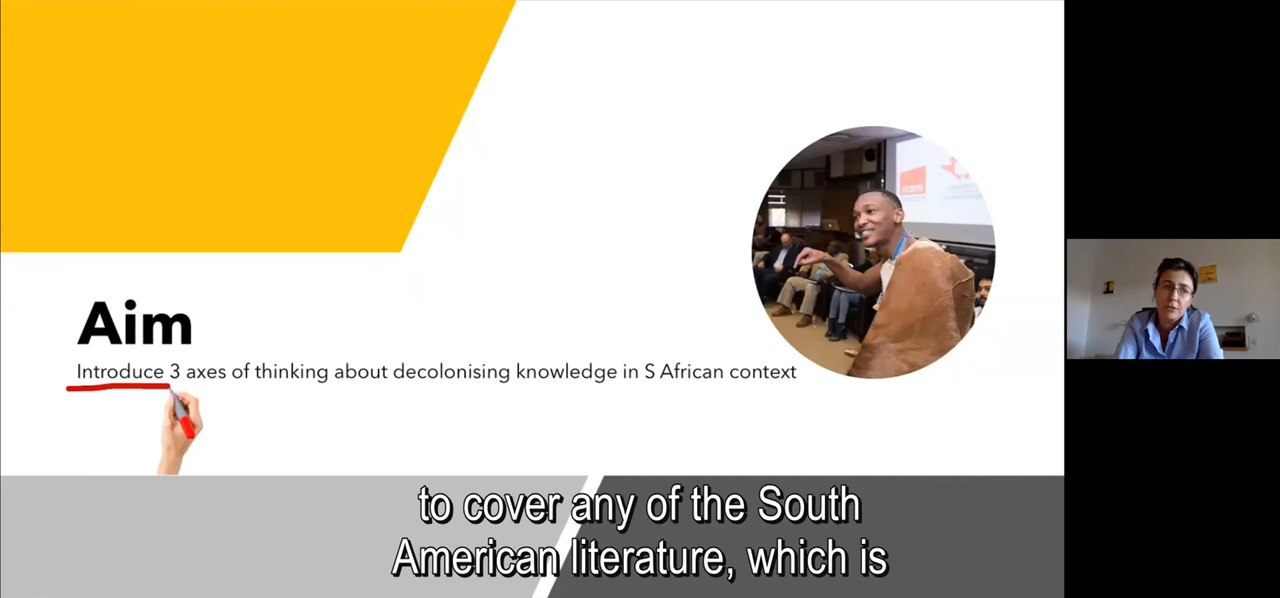 Aim
Introduce 3 axes of thinking about decolonising knowledge in S African context
to cover any of the South
American literature, which is